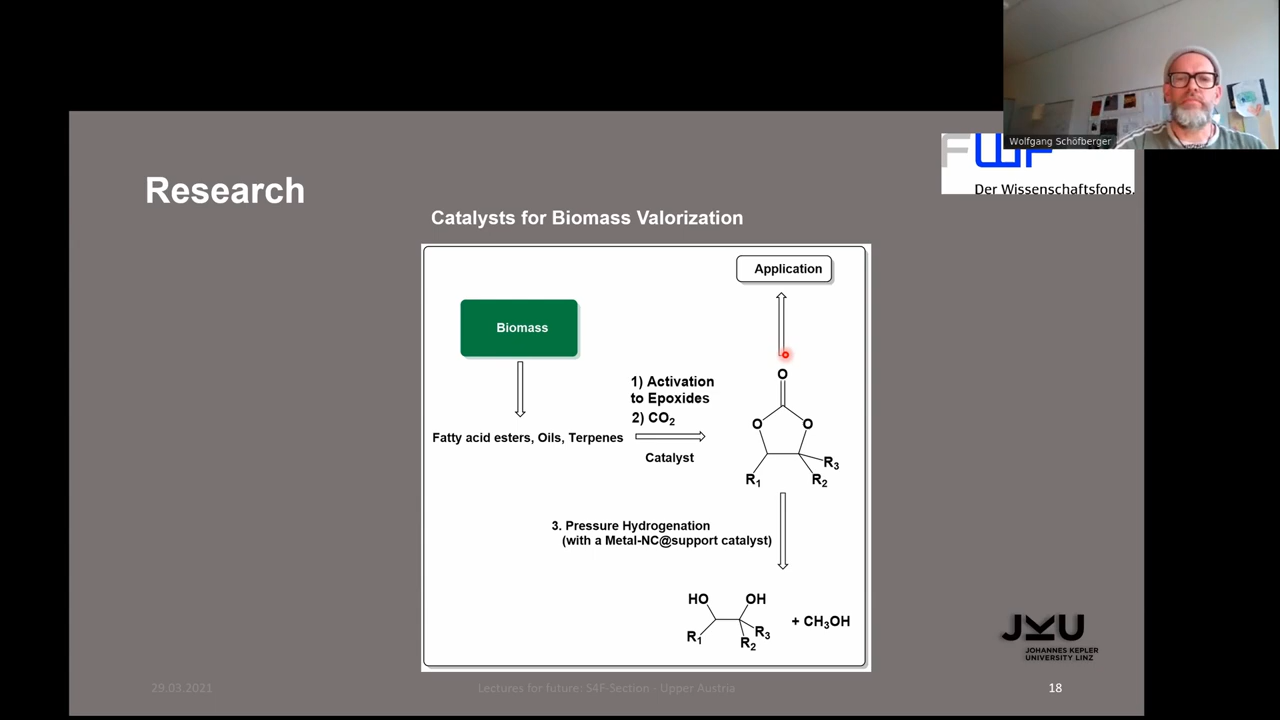 Wolfgang Schöfberger
FWF
Der Wissenschaftsfonds.
Research
Catalysts for Biomass Valorization
Application
Biomass
1) Activation
to Epoxides
2) CO₂
Fatty acid esters, Oils, Terpenes
Catalyst
O
O
O
R₁
R₃
R₂
3. Pressure Hydrogenation
(with a Metal-NC@support catalyst)
HO
OH
R₁
R₃
R₂
+ CH₃OH
JKU
JOHANNES KEPLER
UNIVERSITY LINZ
29.03.2021
Lectures for future: S4F-Section - Upper Austria
18